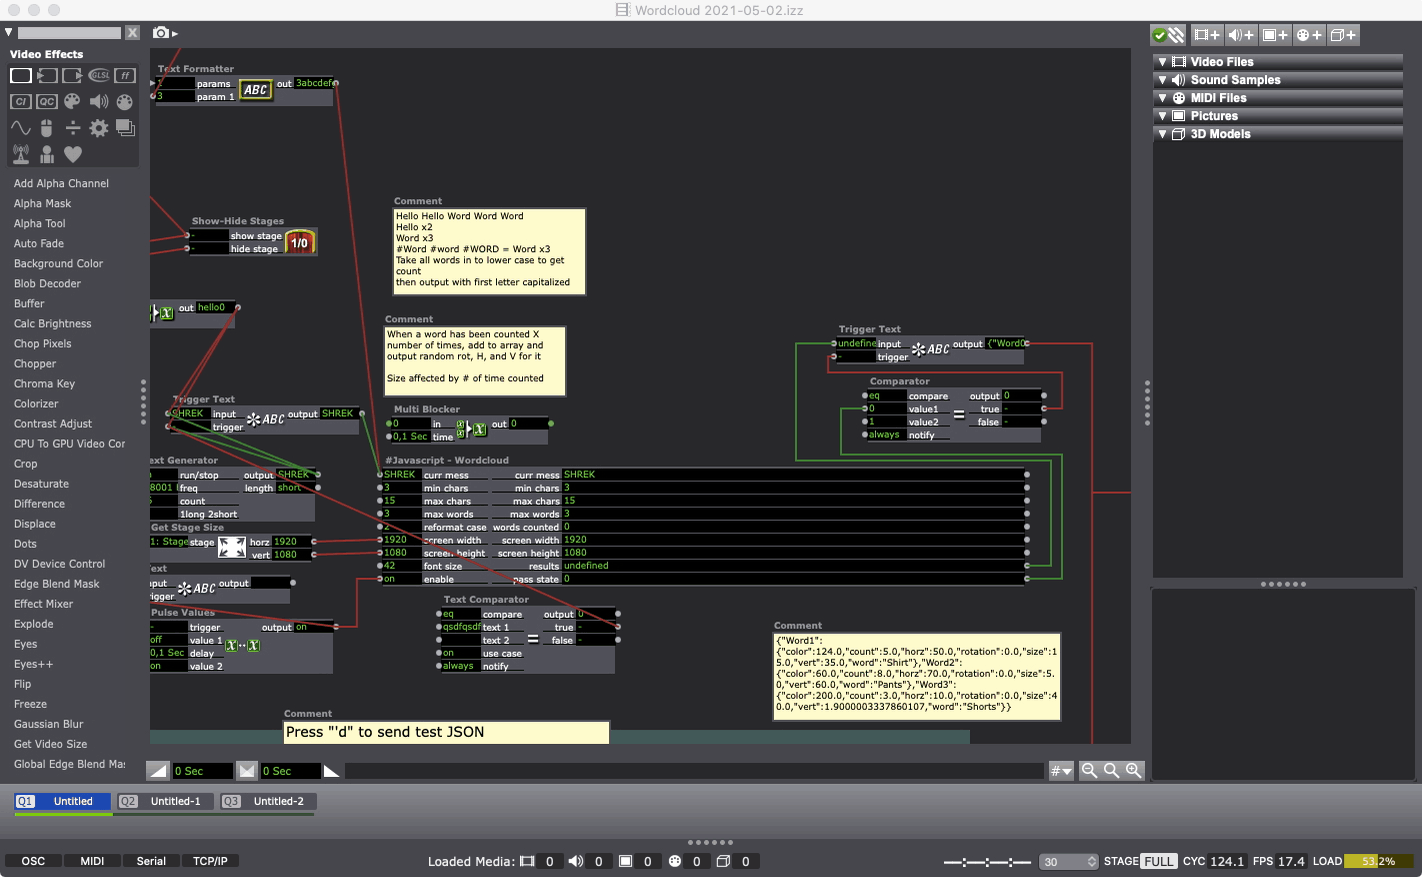 Wordcloud 2021-05-02.izz
Video Effects
GLSL
ff
CI
QC
Add Alpha Channel
Alpha Mask
Alpha Tool
Auto Fade
Background Color
Blob Decoder
Buffer
Calc Brightness
Chop Pixels
Chopper
Chroma Key
Colorizer
Contrast Adjust
CPU To GPU Video Cor
Crop
Desaturate
Difference
Displace
Dots
DV Device Control
Edge Blend Mask
Effect Mixer
Explode
Eyes
Eyes++
Flip
Freeze
Gaussian Blur
Get Video Size
Global Edge Blend Mas
Text Formatter
params ABC out 3abcdef
3 param 1
Show-Hide Stages
- show stage 1/0
- hide stage
X out hello0
Trigger Text
SHREK input ABC output SHREK
trigger
ext Generator
run/stop output SHREK
8001 freq length short
count
1long 2short
Get Stage Size
1: Stage stage horz 1920
vert 1080
ext
nput ABC output
rigger
Pulse Values
- trigger output on
off value 1 X X
0,1 Sec delay
on value 2
Comment
Hello Hello Word Word Word
Hello x2
Word x3
#Word #word #WORD = Word x3
Take all words in to lower case to get
count
then output with first letter capitalized
Comment
When a word has been counted X
number of times, add to array and
output random rot, H, and V for it
Size affected by # of time counted
Multi Blocker
0 in X out 0
0,1 Sec time X
#Javascript - Wordcloud
SHREK curr mess curr mess SHREK
3 min chars min chars 3
15 max chars max chars 15
3 max words max words 3
2 reformat case words counted 0
1920 screen width screen width 1920
1080 screen height screen height 1080
42 font size results undefined
on enable pass state 0
Text Comparator
eq compare output 0
qsdfqsdf text 1 = true -
text 2 false -
on use case
always notify
Trigger Text
undefine input ABC output {"Word0
- trigger
Comparator
eq compare output 0
0 value1 = true -
1 value2 false -
always notify
Comment
{"Word1":
{"color":124.0,"count":5.0,"horz":50.0,"rotation":0.0,"size":1
5.0,"vert":35.0,"word":"Shirt"},"Word2":
{"color":60.0,"count":8.0,"horz":70.0,"rotation":0.0,"size":5.
0,"vert":60.0,"word":"Pants"},"Word3":
{"color":200.0,"count":3.0,"horz":10.0,"rotation":0.0,"size":4
0.0,"vert":1.9000003337860107,"word":"Shorts"}}
Comment
Press "'d" to send test JSON
Video Files
Sound Samples
MIDI Files
Pictures
3D Models
0 Sec 0 Sec #
Q1 Untitled Q2 Untitled-1 Q3 Untitled-2
OSC MIDI Serial TCP/IP Loaded Media: 0 0 0 0 0 30 STAGE FULL CYC 124.1 FPS 17.4 LOAD 53.2%